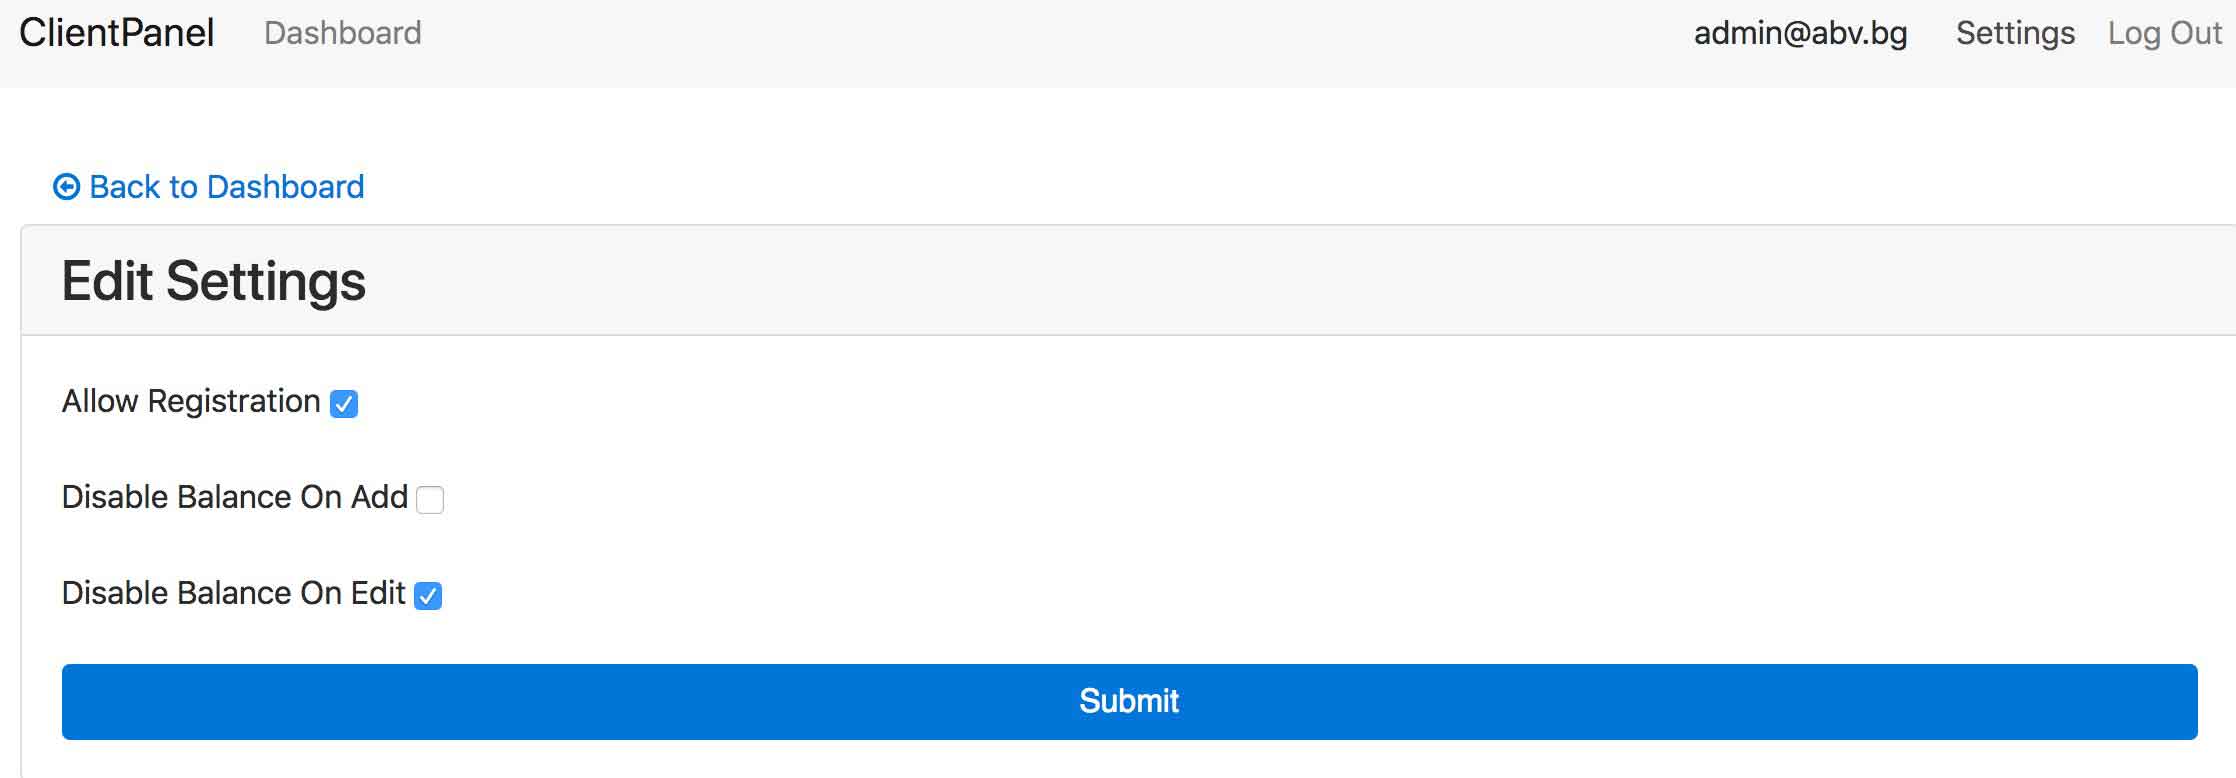 ClientPanel Dashboard admin@abv.bg Settings Log Out
Back to Dashboard
Edit Settings
Allow Registration
Disable Balance On Add
Disable Balance On Edit
Submit